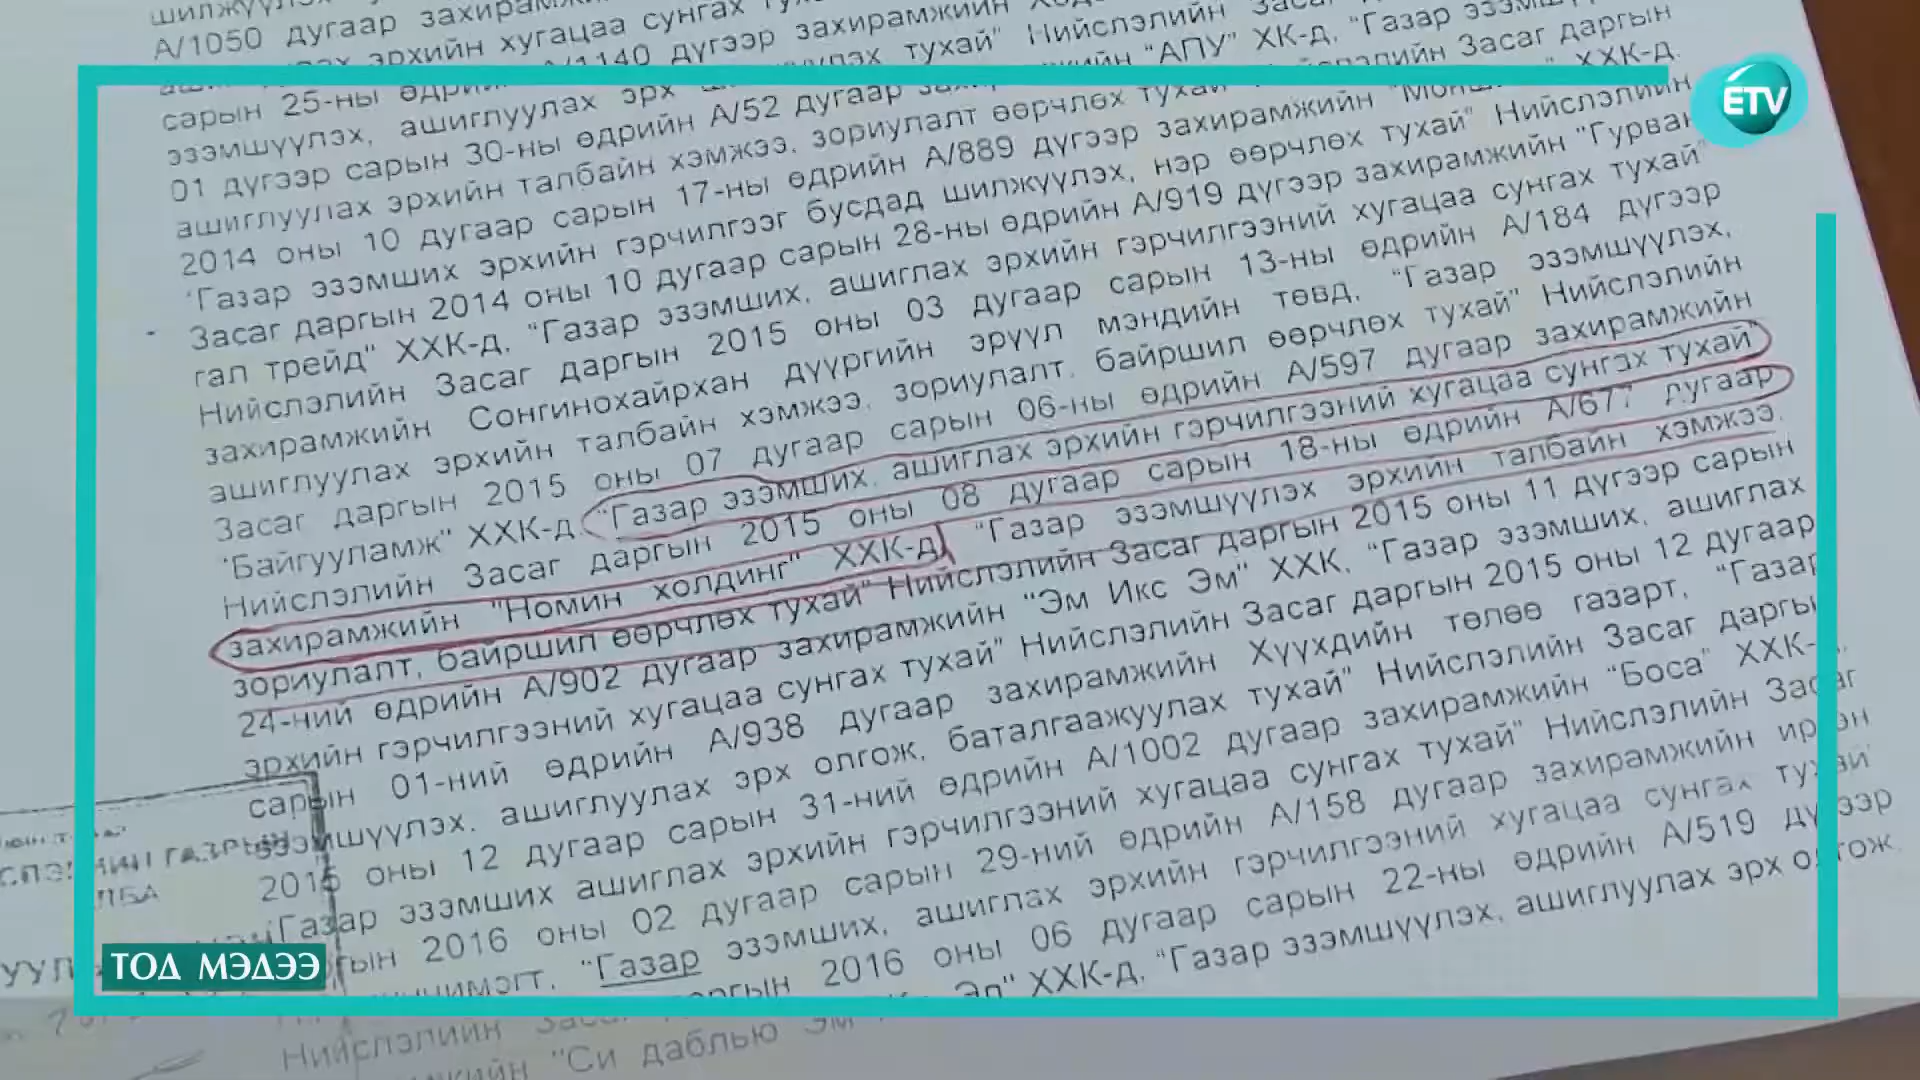 А/1050 дугаар
эрхийн хугацаа сунгах
сарын 25-ны А/1140 дүгээр захирамжийн "АПУ" ХК-д, "Газар
эзэмшүүлэх, ашиглуулах эрх Засаг даргын
01 дүгээр сарын 30-ны өдрийн А/52 дугаар ХХК-д.
ашиглуулах эрхийн талбайн хэмжээ, зориулалт өөрчлөх тухай" Нийслэлийн
2014 оны 10 дугаар сарын 17-ны өдрийн А/889 дүгээр захирамжийн
"Газар эзэмших эрхийн гэрчилгээг бусдад шилжүүлэх, нэр өөрчлөх тухай" Нийслэлийн
Засаг даргын 2014 оны 10 дугаар сарын 28-ны өдрийн А/919 дүгээр захирамжийн "Гурван
гал трейд" ХХК-д, "Газар эзэмших, ашиглах эрхийн гэрчилгээний хугацаа сунгах тухай"
Нийслэлийн Засаг даргын 2015 оны 03 дугаар сарын 13-ны өдрийн А/184 дүгээр
захирамжийн Сонгинохайрхан дүүргийн эрүүл мэндийн төвд, "Газар эзэмшүүлэх,
ашиглуулах эрхийн талбайн хэмжээ, зориулалт, байршил өөрчлөх тухай" Нийслэлийн
Засаг даргын 2015 оны 07 дугаар сарын 06-ны өдрийн А/597 дугаар захирамжийн
"Байгууламж" ХХК-д, "Газар эзэмших, ашиглах эрхийн гэрчилгээний хугацаа сунгах тухай"
Нийслэлийн Засаг даргын 2015 оны 08 дугаар сарын 18-ны өдрийн А/677 дугаар
захирамжийн "Номин холдинг" ХХК-д, "Газар эзэмшүүлэх эрхийн талбайн хэмжээ,
зориулалт, байршил өөрчлөх тухай" Нийслэлийн Засаг даргын 2015 оны 11 дүгээр сарын
24-ний өдрийн А/902 дугаар захирамжийн "Эм Икс Эм" ХХК, "Газар эзэмших, ашиглах
эрхийн гэрчилгээний хугацаа сунгах тухай" Нийслэлийн Засаг даргын 2015 оны 12 дугаар
сарын 01-ний өдрийн А/938 дугаар захирамжийн Хүүхдийн төлөө газарт, "Газар
эзэмшүүлэх, ашиглуулах эрх олгож, баталгаажуулах тухай" Нийслэлийн Засаг даргын
2015 оны 12 дугаар сарын 31-ний өдрийн А/1002 дугаар захирамжийн "Боса" ХХК-д,
"Газар эзэмших ашиглах эрхийн гэрчилгээний хугацаа сунгах тухай" Нийслэлийн Засаг
2016 оны 02 дугаар сарын 29-ний өдрийн А/158 дугаар захирамжийн иргэн
"Газар эзэмших, ашиглах эрхийн гэрчилгээний хугацаа сунгах тухай"
2016 оны 06 дугаар сарын 22-ны өдрийн А/519 дүгээр
Нийслэлийн ХХК-д, "Газар эзэмшүүлэх, ашиглуулах эрх олгож,
"Си даблью Эм
ETV
ТОД МЭДЭЭ